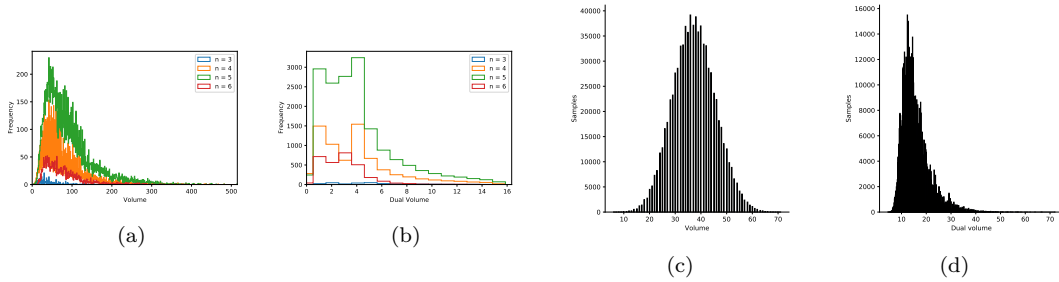 200
150
100
50
0
Frequency
0 100 200 300 400 500
Volume
n = 3
n = 4
n = 5
n = 6
(a)
3000
2500
2000
1500
1000
500
0
Frequency
0 2 4 6 8 10 12 14 16
Dual Volume
n = 3
n = 4
n = 5
n = 6
(b)
40000
35000
30000
25000
20000
15000
10000
5000
0
Samples
10 20 30 40 50 60 70
Volume
(c)
16000
14000
12000
10000
8000
6000
4000
2000
0
Samples
10 20 30 40 50 60 70
Dual volume
(d)